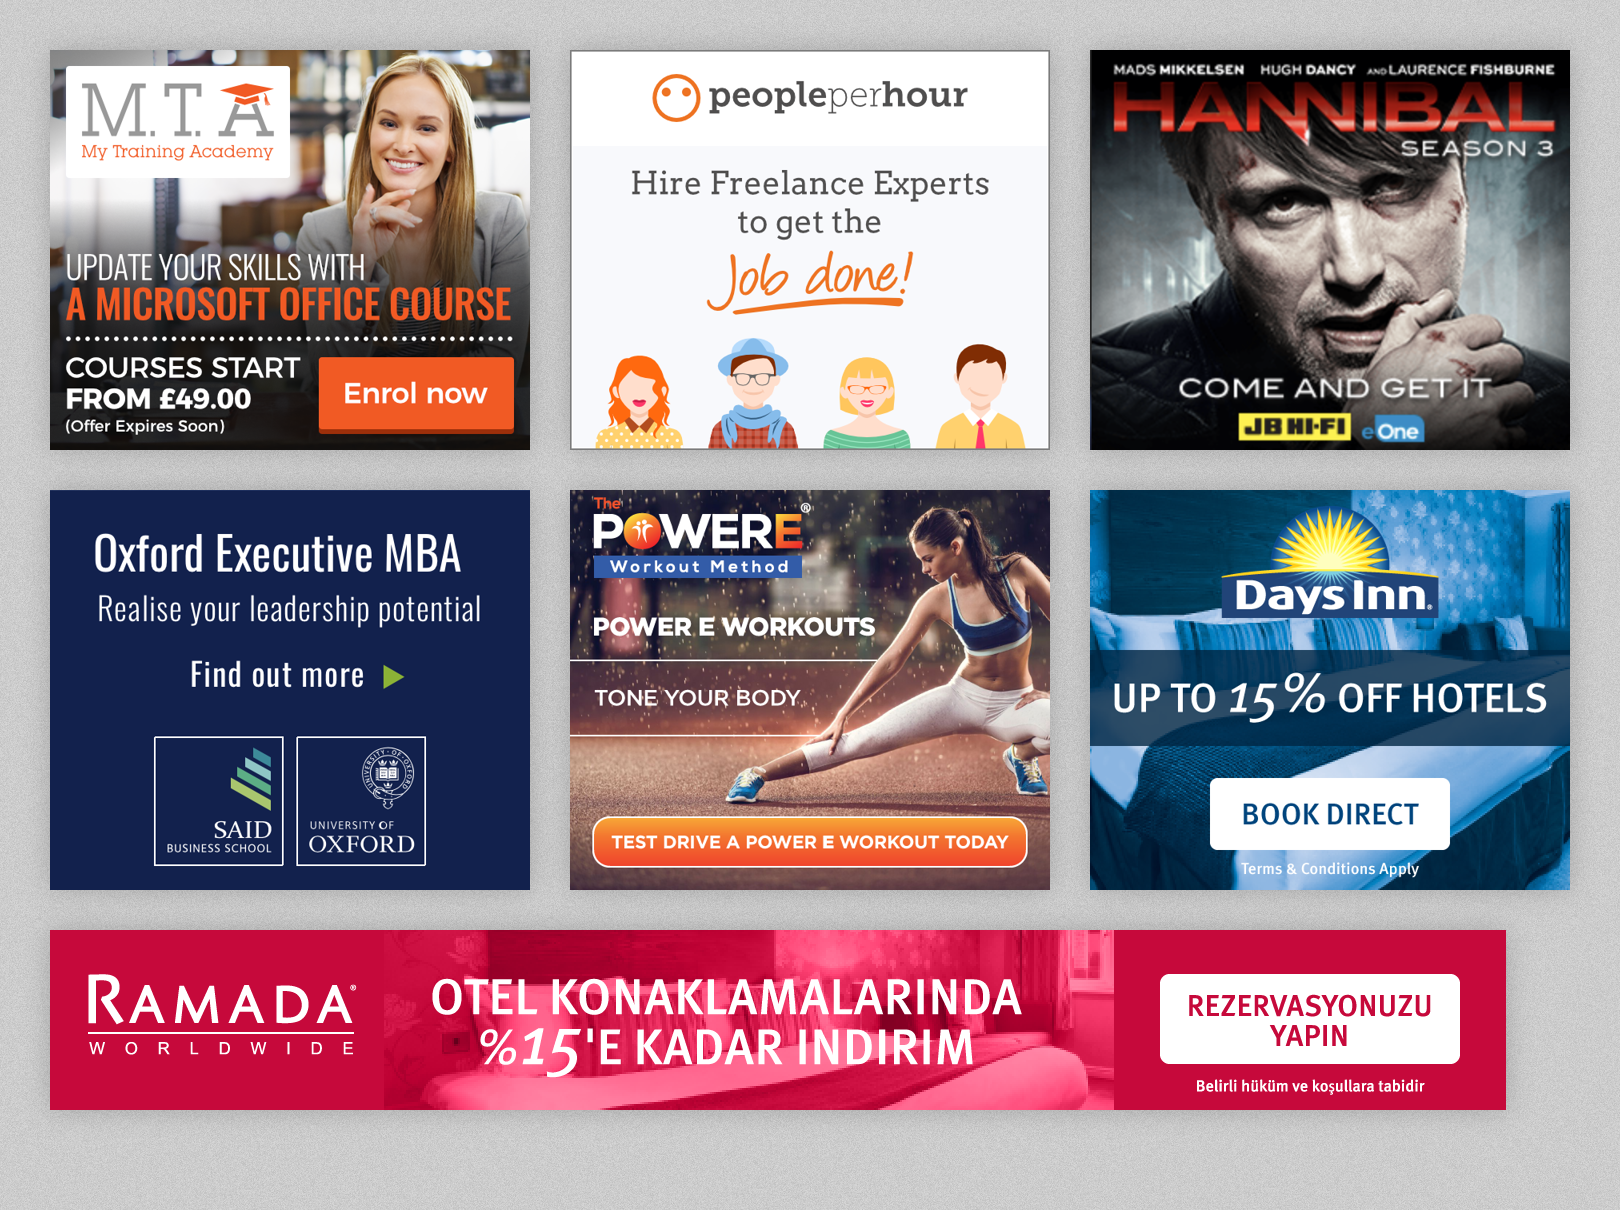 M.T.A
My Training Academy
UPDATE YOUR SKILLS WITH
A MICROSOFT OFFICE COURSE
COURSES START
FROM £49.00
(Offer Expires Soon)
Enrol now
peopleperhour
Hire Freelance Experts
to get the
Job done!
MADS MIKKELSEN HUGH DANCY AND LAURENCE FISHBURNE
HANNIBAL
SEASON 3
COME AND GET IT
JB HI-FI eOne
Oxford Executive MBA
Realise your leadership potential
Find out more
SAID
BUSINESS SCHOOL
UNIVERSITY·OF·OXFORD
UNIVERSITY OF
OXFORD
The
POWERE®
Workout Method
POWER E WORKOUTS
TONE YOUR BODY
TEST DRIVE A POWER E WORKOUT TODAY
Days Inn®
UP TO 15% OFF HOTELS
BOOK DIRECT
Terms & Conditions Apply
RAMADA®
WORLDWIDE
OTEL KONAKLAMALARINDA
%15'E KADAR INDIRIM
REZERVASYONUZU
YAPIN
Belirli hüküm ve koşullara tabidir